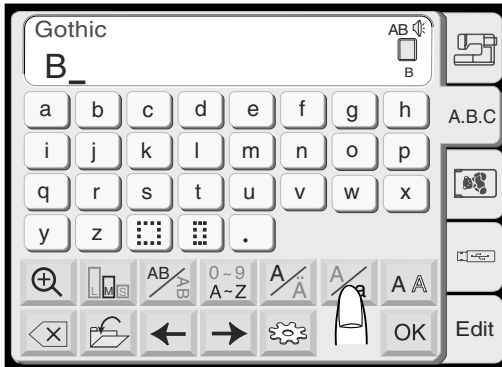 Gothic
AB
B_
B
a b c d e f g h
A.B.C
i j k l m n o p
q r s t u v w x
y z .
L M S
AB
AB
0~9
A~Z
A/Ä
A/a
A A
OK
Edit